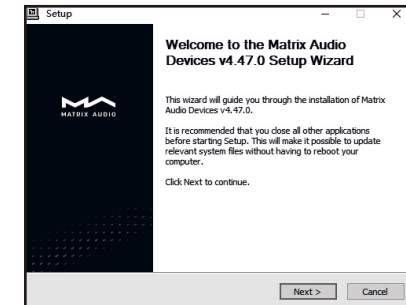 Setup
Welcome to the Matrix Audio
Devices v4.47.0 Setup Wizard
MATRIX AUDIO
This wizard will guide you through the installation of Matrix
Audio Devices v4.47.0.
It is recommended that you close all other applications
before starting Setup. This will make it possible to update
relevant system files without having to reboot your
computer.
Click Next to continue.
Next >
Cancel